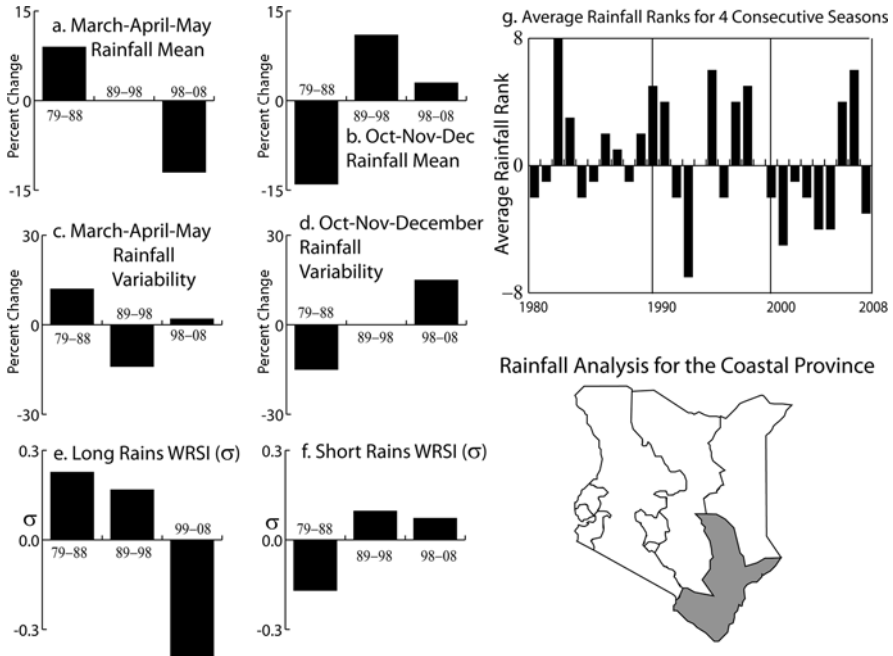 a. March-April-May
Rainfall Mean
Percent Change
15
0
-15
79–88
89–98
98–08
Percent Change
15
0
-15
79–88
89–98
98–08
b. Oct-Nov-Dec
Rainfall Mean
c. March-April-May
Rainfall
Variability
Percent Change
30
0
-30
79–88
89–98
98–08
d. Oct-Nov-December
Rainfall
Variability
Percent Change
30
0
-30
79–88
89–98
98–08
e. Long Rains WRSI (σ)
σ
0.3
0.0
-0.3
79–88
89–98
99–08
f. Short Rains WRSI (σ)
σ
0.3
0.0
-0.3
79–88
89–98
98–08
g. Average Rainfall Ranks for 4 Consecutive Seasons
Average Rainfall Rank
8
0
−8
1980
1990
2000
2008
Rainfall Analysis for the Coastal Province